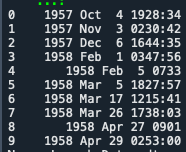 0 1957 Oct 4 1928:34
1 1957 Nov 3 0230:42
2 1957 Dec 6 1644:35
3 1958 Feb 1 0347:56
4 1958 Feb 5 0733
5 1958 Mar 5 1827:57
6 1958 Mar 17 1215:41
7 1958 Mar 26 1738:03
8 1958 Apr 27 0901
9 1958 Apr 29 0253:00